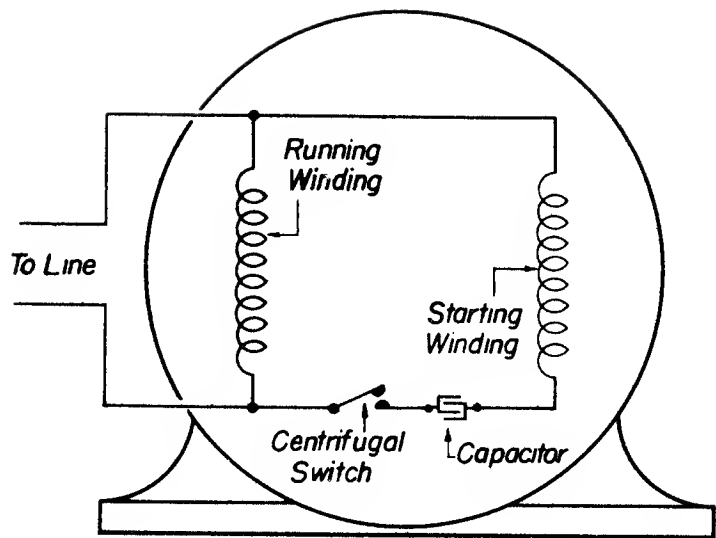 Running
Winding
To Line
Starting
Winding
Centrifugal
Switch
Capacitor